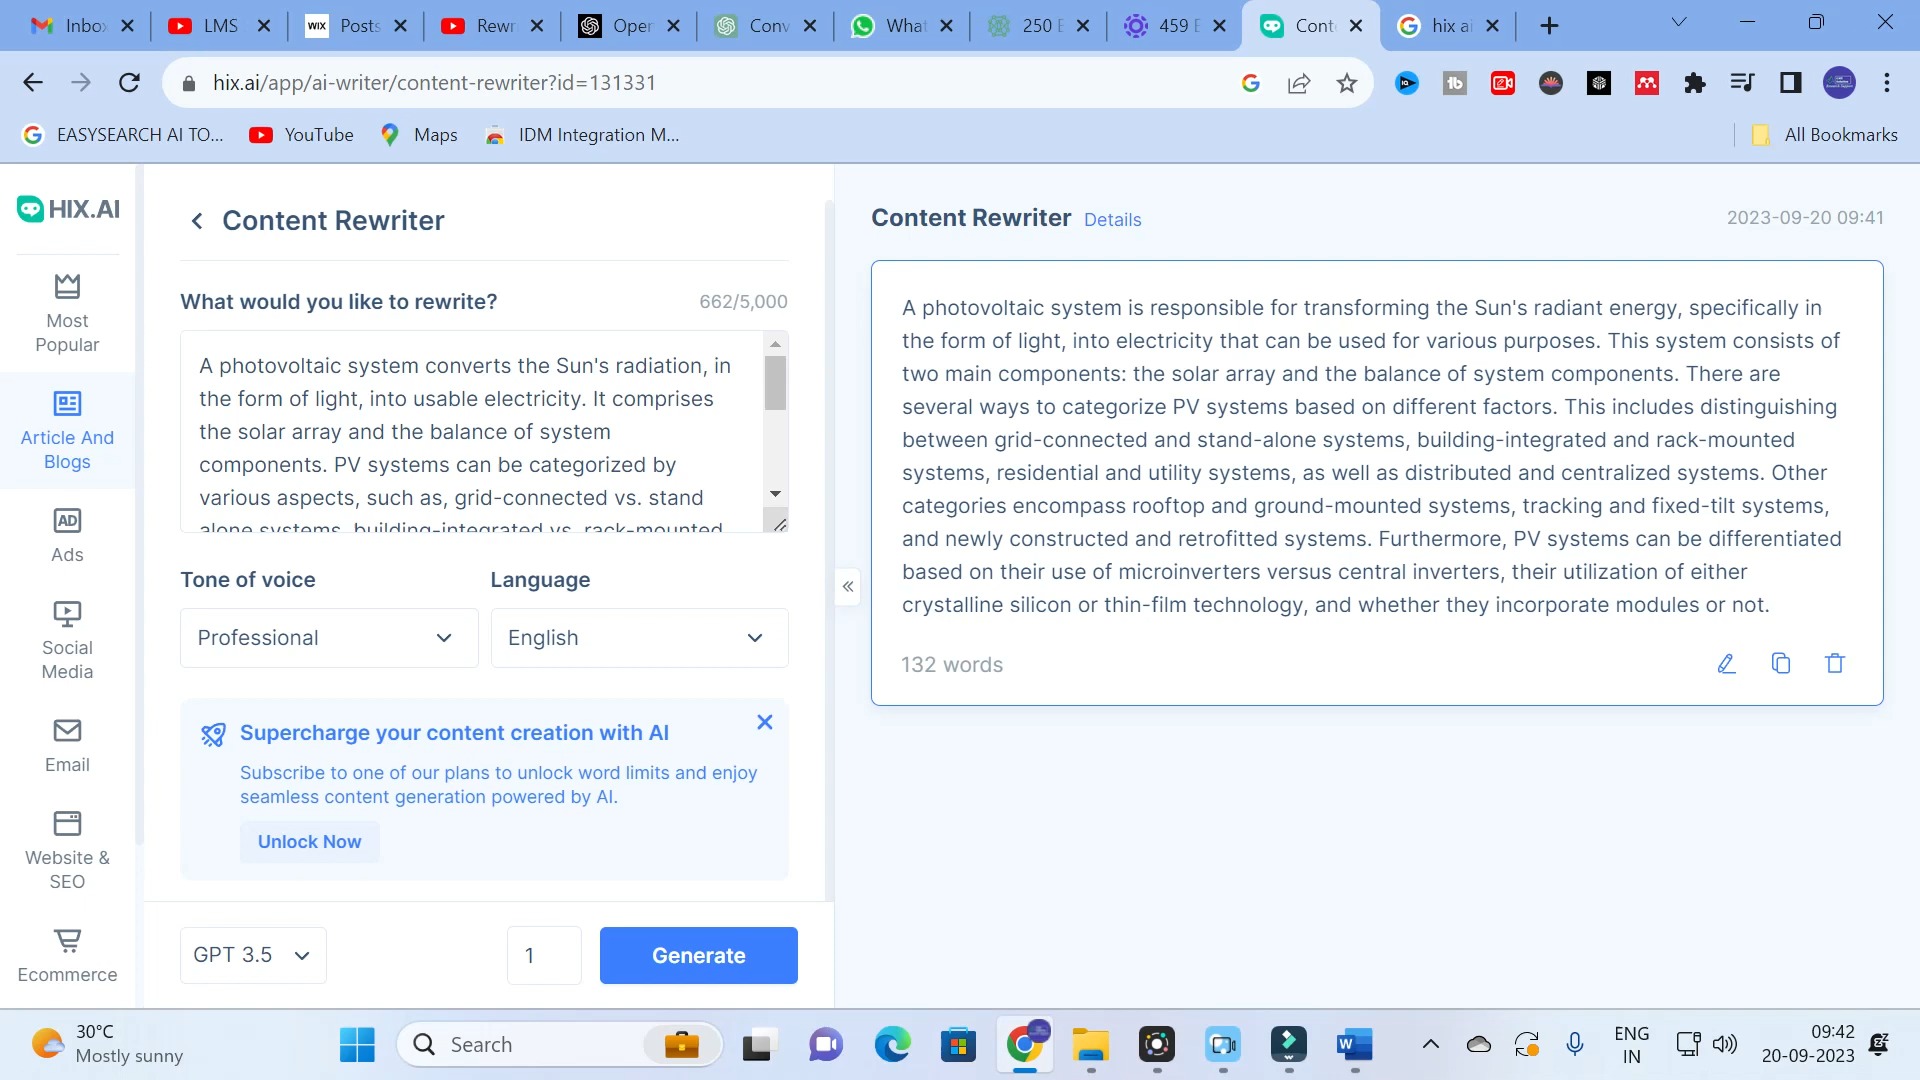 Inbo
LMS
WIX
Posts
Rewr
Open
Conv
What
250 E
459 E
Cont
hix ai
hix.ai/app/ai-writer/content-rewriter?id=131331
EASYSEARCH AI TO...
YouTube
Maps
IDM Integration M...
All Bookmarks
HIX.AI
Most
Popular
Article And
Blogs
AD
Ads
Social
Media
Email
Website &
SEO
Ecommerce
Content Rewriter
What would you like to rewrite?
662/5,000
A photovoltaic system converts the Sun's radiation, in
the form of light, into usable electricity. It comprises
the solar array and the balance of system
components. PV systems can be categorized by
various aspects, such as, grid-connected vs. stand
alone systems, building-integrated vs. rack-mounted
Tone of voice
Language
Professional
English
Supercharge your content creation with AI
Subscribe to one of our plans to unlock word limits and enjoy
seamless content generation powered by AI.
Unlock Now
GPT 3.5
1
Generate
Content Rewriter Details
2023-09-20 09:41
A photovoltaic system is responsible for transforming the Sun's radiant energy, specifically in
the form of light, into electricity that can be used for various purposes. This system consists of
two main components: the solar array and the balance of system components. There are
several ways to categorize PV systems based on different factors. This includes distinguishing
between grid-connected and stand-alone systems, building-integrated and rack-mounted
systems, residential and utility systems, as well as distributed and centralized systems. Other
categories encompass rooftop and ground-mounted systems, tracking and fixed-tilt systems,
and newly constructed and retrofitted systems. Furthermore, PV systems can be differentiated
based on their use of microinverters versus central inverters, their utilization of either
crystalline silicon or thin-film technology, and whether they incorporate modules or not.
132 words
30°C
Mostly sunny
Search
ENG
IN
09:42
20-09-2023